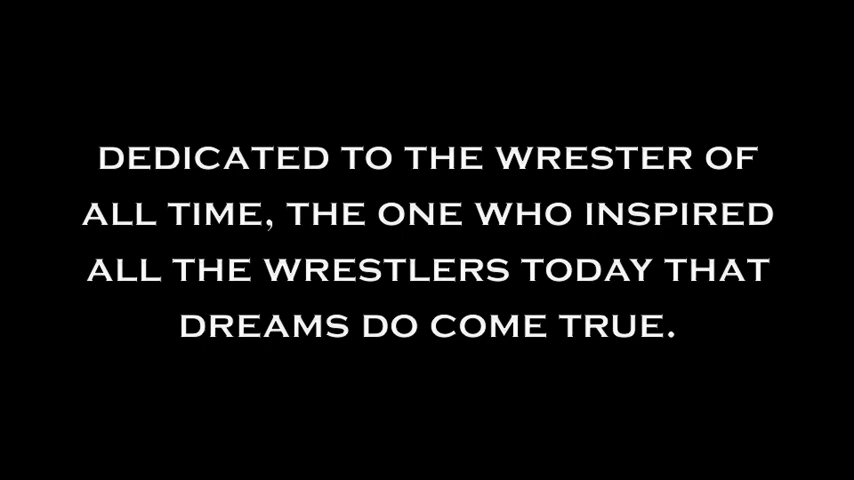 DEDICATED TO THE WRESTER OF
ALL TIME, THE ONE WHO INSPIRED
ALL THE WRESTLERS TODAY THAT
DREAMS DO COME TRUE.